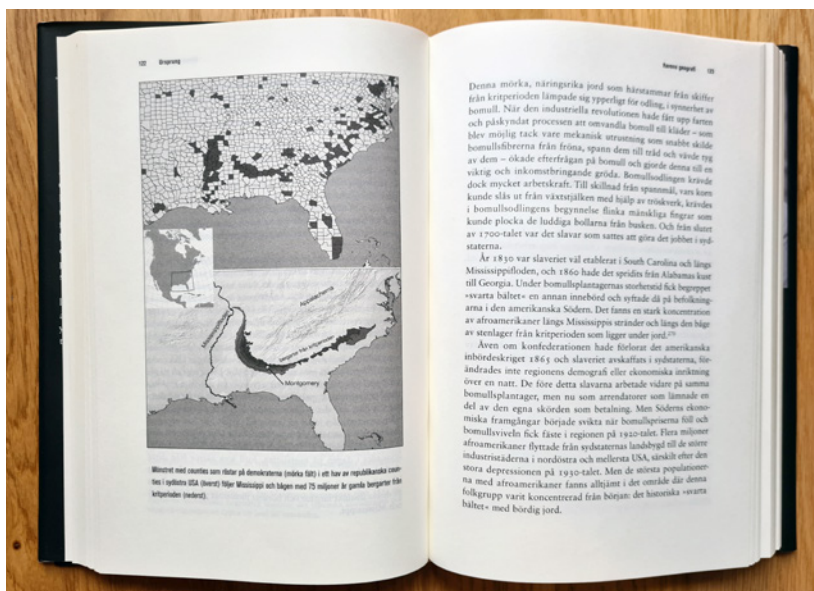 122 Ursprung
Appalacherna
Mississippifloden
bergarter från kritperioden
Montgomery
Mönstret med counties som röstar på demokraterna (mörka fält) i ett hav av republikanska coun-
ties i sydöstra USA (överst) följer Mississippi och bågen med 75 miljoner år gamla bergarter från
kritperioden (nederst).
geografi
Denna mörka, näringsrika jord som härstammar från skiffer
från kritperioden lämpade sig ypperligt för odling, i synnerhet av
bomull. När den industriella revolutionen hade fått upp farten
och påskyndat processen att omvandla bomull till kläder – som
blev möjlig tack vare mekanisk utrustning som snabbt skilde
bomullsfibrerna från fröna, spann dem till tråd och vävde tyg
av dem – ökade efterfrågan på bomull och gjorde denna till en
viktig och inkomstbringande gröda. Bomullsodlingen krävde
dock mycket arbetskraft. Till skillnad från spannmål, vars korn
kunde slås ut från växtstjälken med hjälp av tröskverk, krävdes
i bomullsodlingens begynnelse flinka mänskliga fingrar som
kunde plocka de luddiga bollarna från busken. Och från slutet
av 1700-talet var det slavar som sattes att göra det jobbet i syd-
staterna.
År 1830 var slaveriet väl etablerat i South Carolina och längs
Mississippifloden, och 1860 hade det spridits från Alabamas kust
till Georgia. Under bomullsplantagernas storhetstid fick begreppet
»svarta bältet« en annan innebörd och syftade då på befolkning-
arna i den amerikanska Södern. Det fanns en stark koncentration
av afroamerikaner längs Mississippis stränder och längs den båge
av stenlager från kritperioden som ligger under jord.
Även om konfederationen hade förlorat det amerikanska
inbördeskriget 1865 och slaveriet avskaffats i sydstaterna, för-
ändrades inte regionens demografi eller ekonomiska inriktning
över en natt. De före detta slavarna arbetade vidare på samma
bomullsplantager, men nu som arrendatorer som lämnade en
del av den egna skörden som betalning. Men Söderns ekono-
miska framgångar började svikta när bomullspriserna föll och
bomullsviveln fick fäste i regionen på 1920-talet. Flera miljoner
afroamerikaner flyttade från sydstaternas landsbygd till de större
industristäderna i nordöstra och mellersta USA, särskilt efter den
stora depressionen på 1930-talet. Men de största populationer-
na med afroamerikaner fanns alltjämt i det område där denna
folkgrupp varit koncentrerad från början: det historiska »svarta
bältet« med bördig jord.